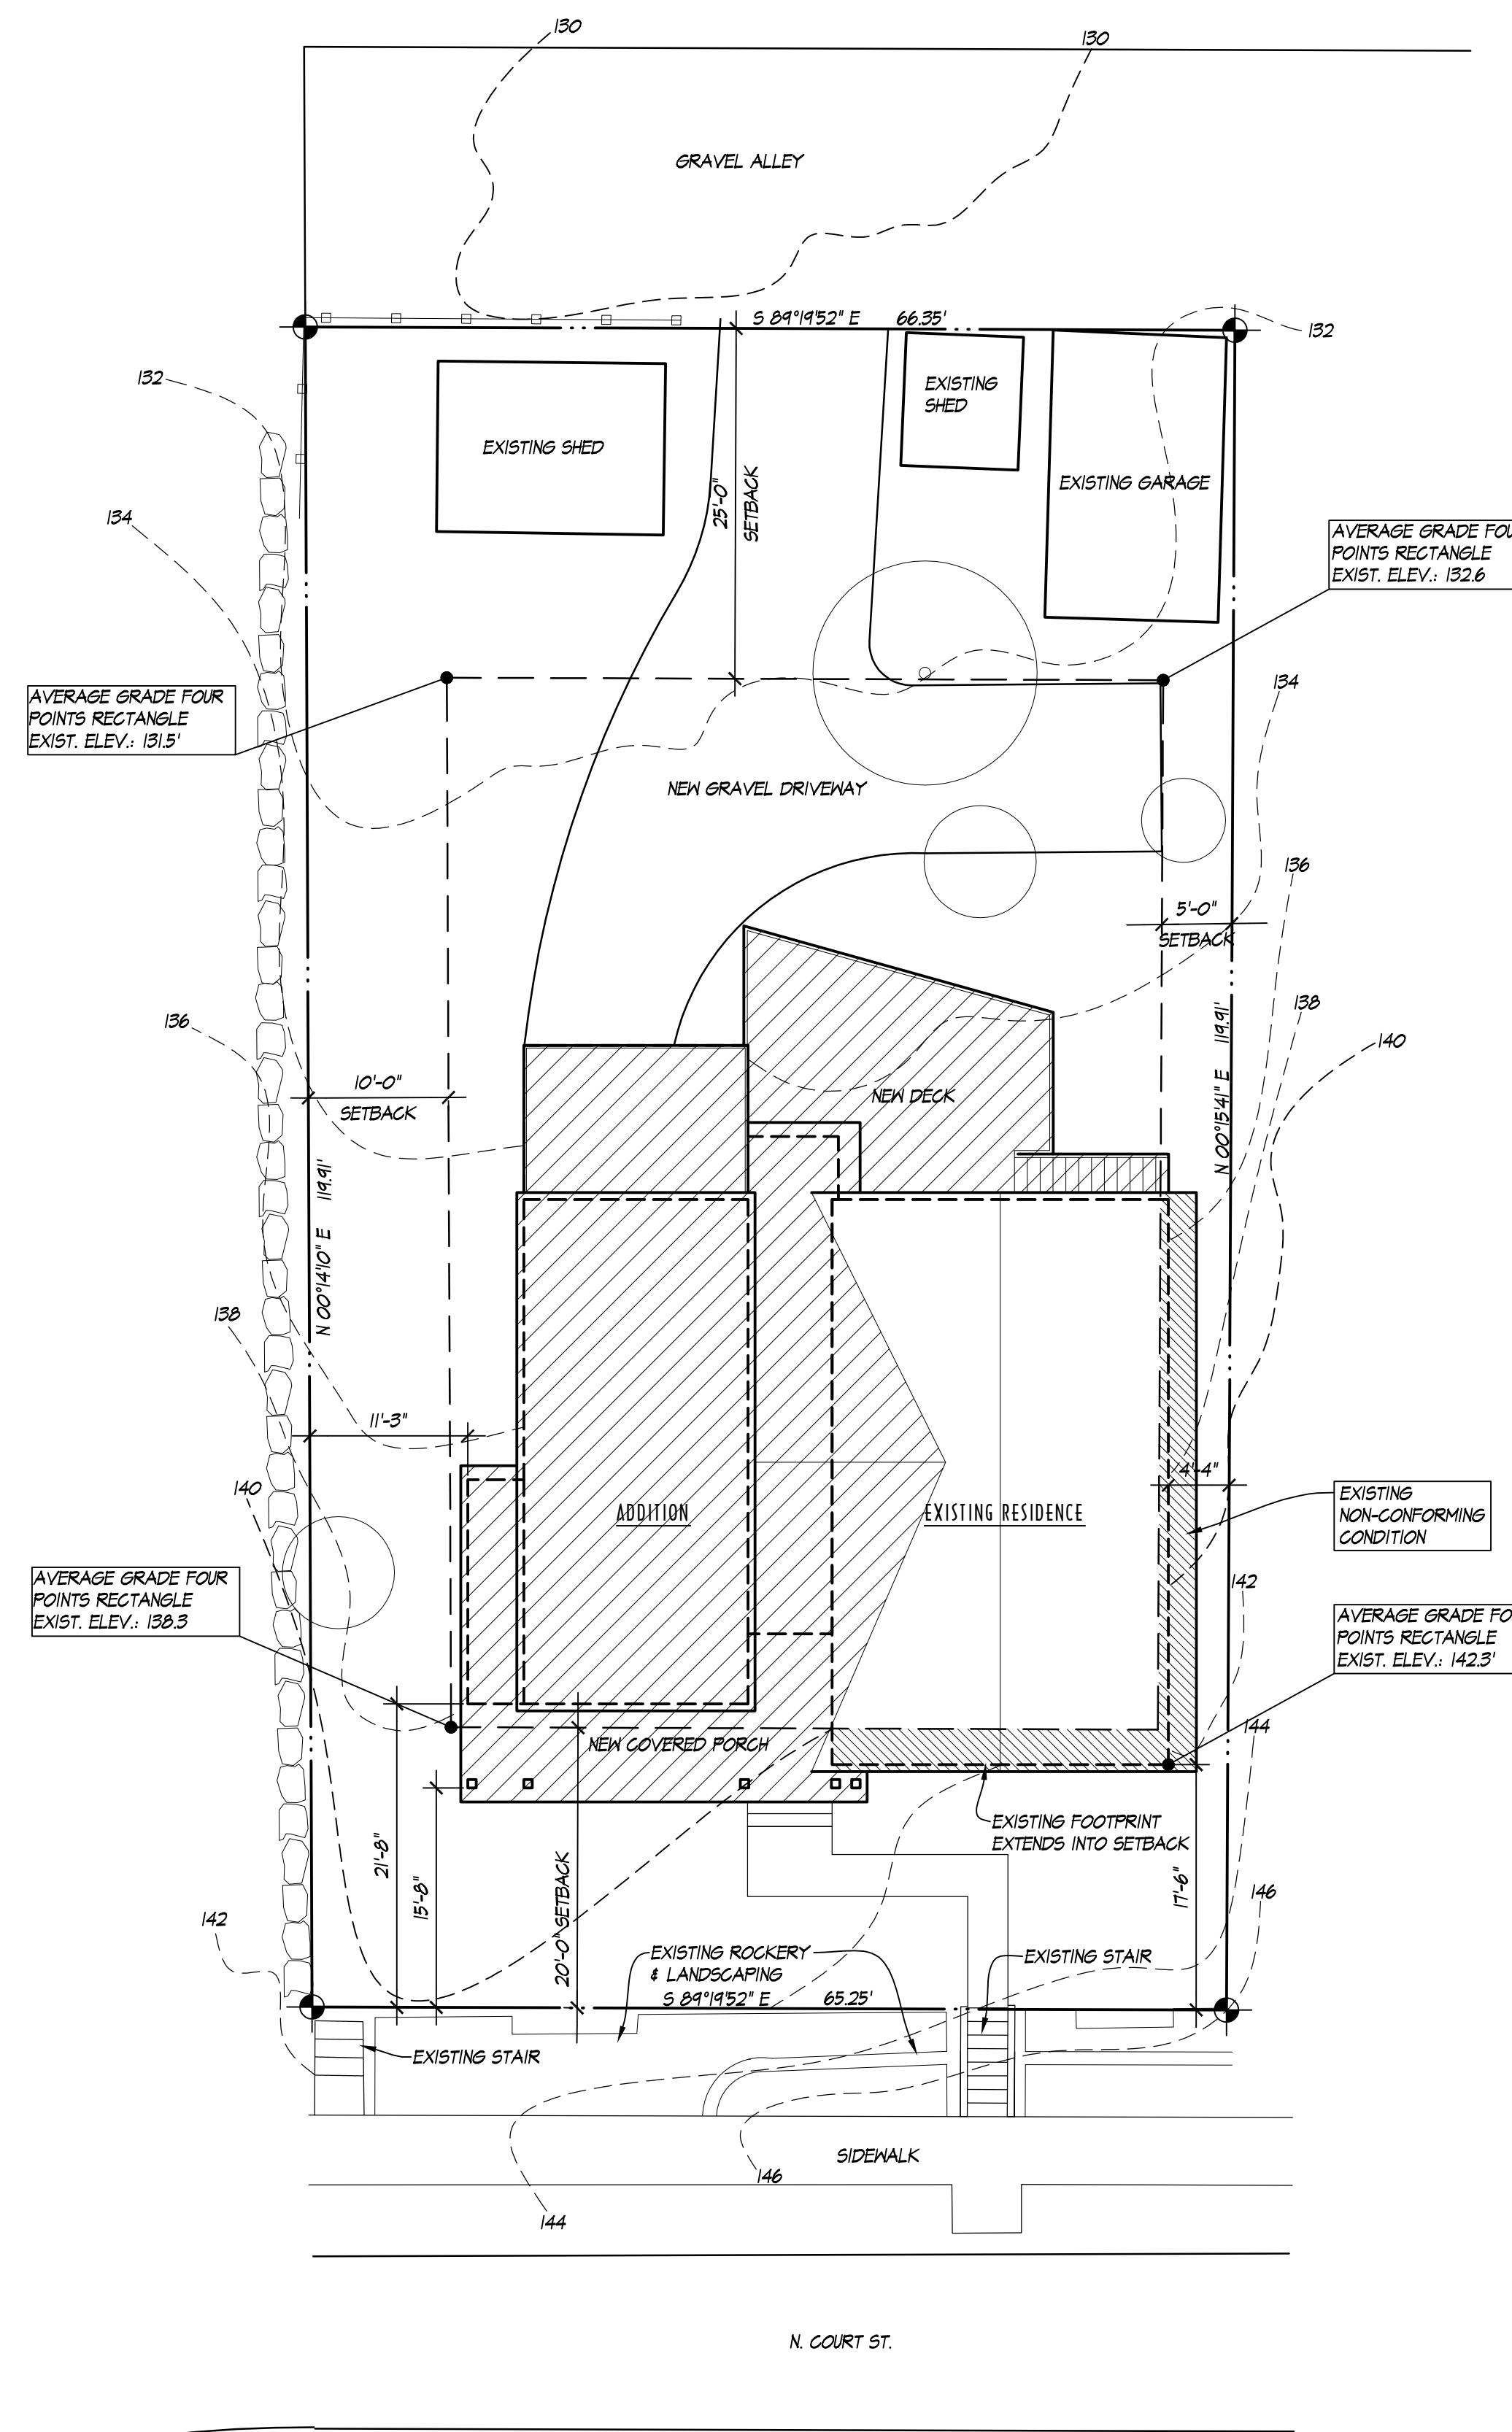 130
130
GRAVEL ALLEY
S 89°19'52" E 66.35'
132
132
EXISTING
SHED
EXISTING SHED
EXISTING GARAGE
25'-0"
SETBACK
134
AVERAGE GRADE FOU
POINTS RECTANGLE
EXIST. ELEV.: 132.6
134
AVERAGE GRADE FOUR
POINTS RECTANGLE
EXIST. ELEV.: 131.5'
NEW GRAVEL DRIVEWAY
136
5'-0"
SETBACK
138
136
140
N 00°15'41" E 119.91'
10'-0"
SETBACK
NEW DECK
N 00°14'10" E 119.91'
138
11'-3"
4'-4"
140
ADDITION
EXISTING RESIDENCE
EXISTING
NON-CONFORMING
CONDITION
AVERAGE GRADE FOUR
POINTS RECTANGLE
EXIST. ELEV.: 138.3
142
AVERAGE GRADE FO
POINTS RECTANGLE
EXIST. ELEV.: 142.3'
144
NEW COVERED PORCH
EXISTING FOOTPRINT
EXTENDS INTO SETBACK
21'-8"
15'-8"
20'-0" SETBACK
17'-6"
146
142
EXISTING ROCKERY
& LANDSCAPING
EXISTING STAIR
S 89°19'52" E 65.25'
EXISTING STAIR
SIDEWALK
146
144
N. COURT ST.